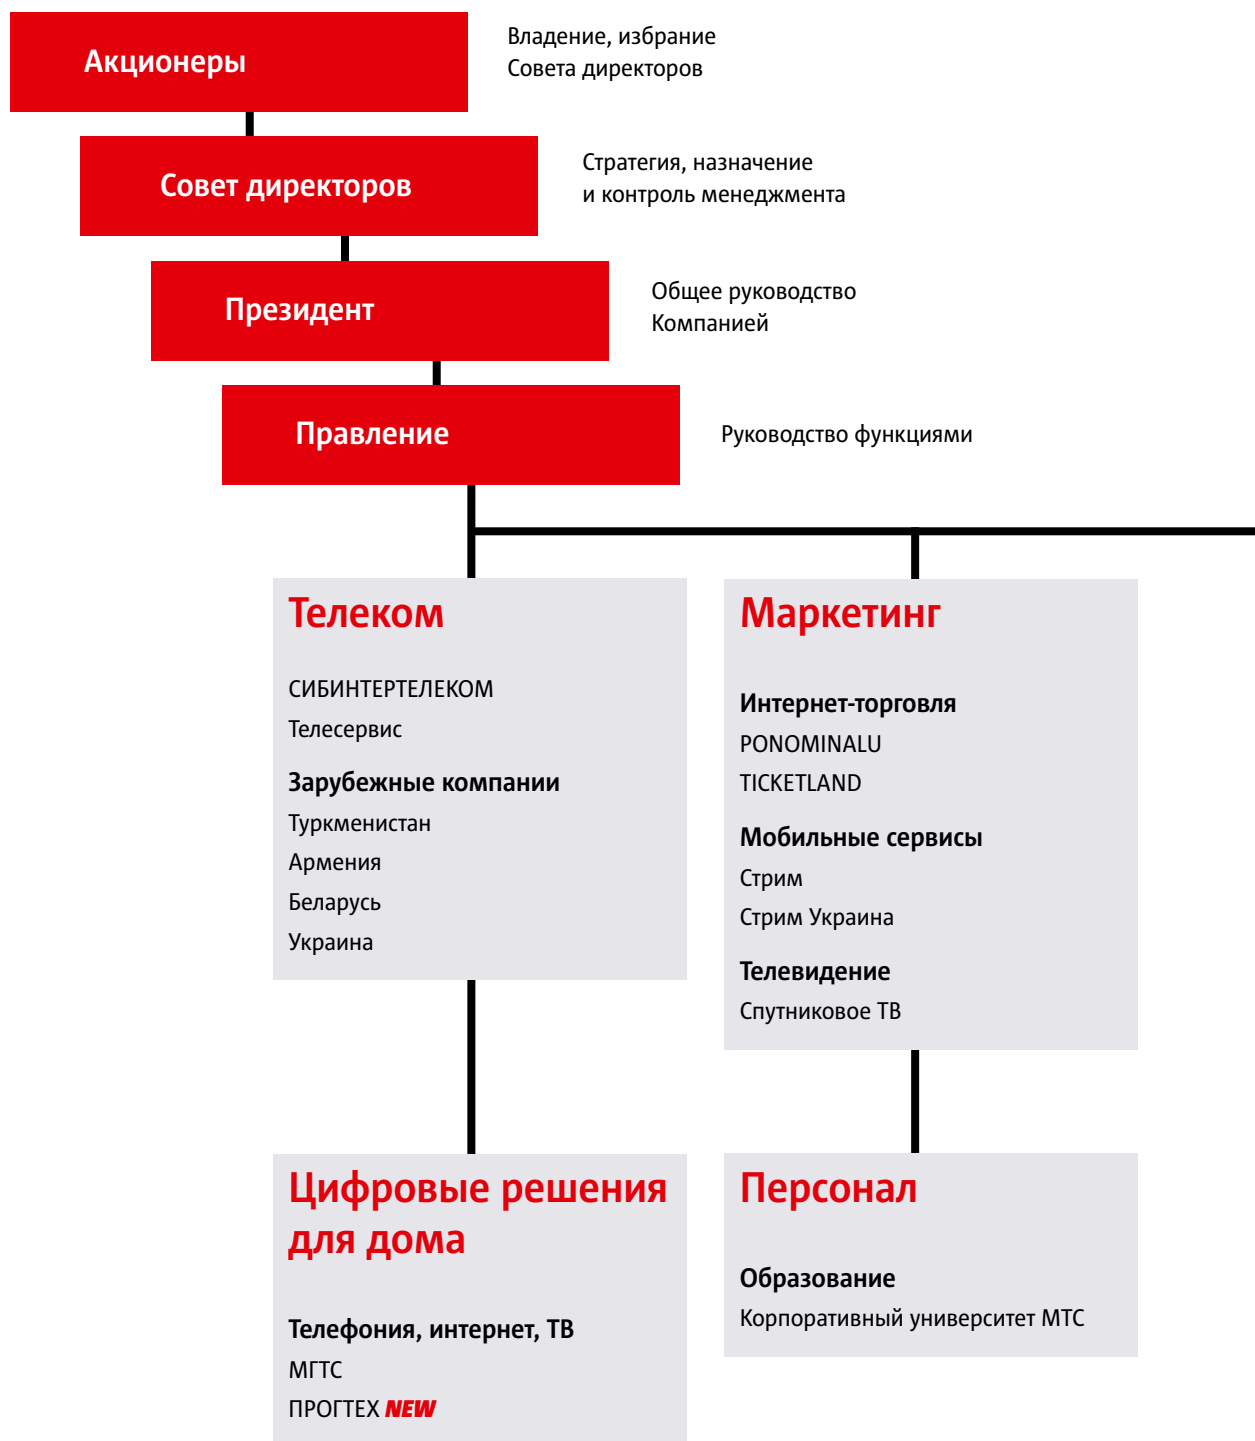 Акционеры
Владение, избрание
Совета директоров
Совет директоров
Стратегия, назначение
и контроль менеджмента
Президент
Общее руководство
Компанией
Правление
Руководство функциями
Телеком
СИБИНТЕРТЕЛЕКОМ
Телесервис
Зарубежные компании
Туркменистан
Армения
Беларусь
Украина
Маркетинг
Интернет-торговля
PONOMINALU
TICKETLAND
Мобильные сервисы
Стрим
Стрим Украина
Телевидение
Спутниковое ТВ
Цифровые решения
для дома
Телефония, интернет, ТВ
МГТС
ПРОГТЕХ NEW
Персонал
Образование
Корпоративный университет МТС